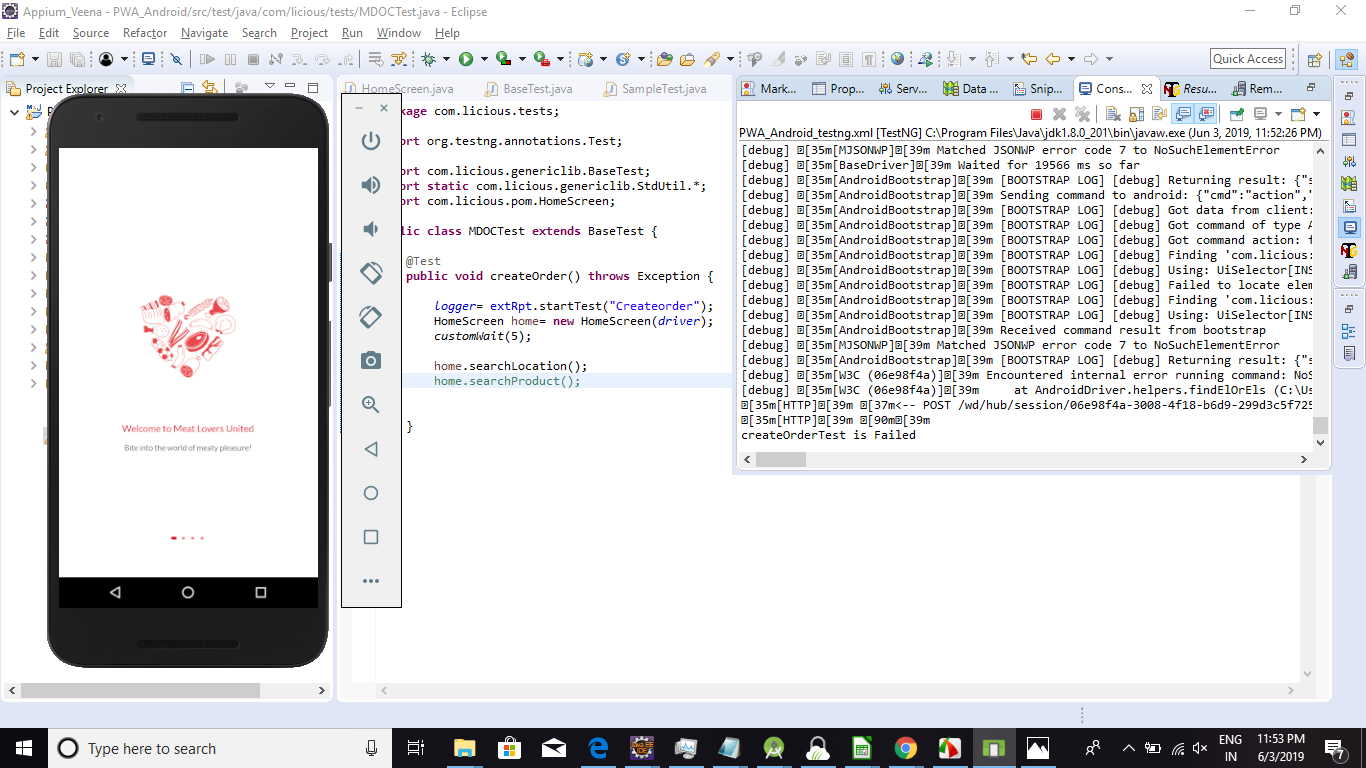 Appium_Veena - PWA_Android/src/test/java/com/licious/tests/MDOCTest.java - Eclipse
File Edit Source Refactor Navigate Search Project Run Window Help
Quick Access
Project Explorer
HomeScreen.java BaseTest.java SampleTest.java
Mark... Prop... Serv... Data ... Snip... Cons... Resu... Rem...
PWA_Android_testng.xml [TestNG] C:\Program Files\Java\jdk1.8.0_201\bin\javaw.exe (Jun 3, 2019, 11:52:26 PM)
kage com.licious.tests;
ort org.testng.annotations.Test;
ort com.licious.genericlib.BaseTest;
ort static com.licious.genericlib.StdUtil.*;
ort com.licious.pom.HomeScreen;
lic class MDOCTest extends BaseTest {
@Test
public void createOrder() throws Exception {
logger= extRpt.startTest("Createorder");
HomeScreen home= new HomeScreen(driver);
customWait(5);
home.searchLocation();
home.searchProduct();
}
[debug] [35m[MJSONWP][39m Matched JSONWP error code 7 to NoSuchElementError
[debug] [35m[BaseDriver][39m Waited for 19566 ms so far
[debug] [35m[AndroidBootstrap][39m [BOOTSTRAP LOG] [debug] Returning result: {"s
[debug] [35m[AndroidBootstrap][39m Sending command to android: {"cmd":"action",
[debug] [35m[AndroidBootstrap][39m [BOOTSTRAP LOG] [debug] Got data from client:
[debug] [35m[AndroidBootstrap][39m [BOOTSTRAP LOG] [debug] Got command of type A
[debug] [35m[AndroidBootstrap][39m [BOOTSTRAP LOG] [debug] Got command action: f
[debug] [35m[AndroidBootstrap][39m [BOOTSTRAP LOG] [debug] Finding 'com.licious:
[debug] [35m[AndroidBootstrap][39m [BOOTSTRAP LOG] [debug] Using: UiSelector[INS
[debug] [35m[AndroidBootstrap][39m [BOOTSTRAP LOG] [debug] Failed to locate elem
[debug] [35m[AndroidBootstrap][39m [BOOTSTRAP LOG] [debug] Finding 'com.licious:
[debug] [35m[AndroidBootstrap][39m [BOOTSTRAP LOG] [debug] Using: UiSelector[INS
[debug] [35m[AndroidBootstrap][39m Received command result from bootstrap
[debug] [35m[MJSONWP][39m Matched JSONWP error code 7 to NoSuchElementError
[debug] [35m[AndroidBootstrap][39m [BOOTSTRAP LOG] [debug] Returning result: {"s
[debug] [35m[W3C (06e98f4a)][39m Encountered internal error running command: NoS
[debug] [35m[W3C (06e98f4a)][39m at AndroidDriver.helpers.findElOrEls (C:\Us
[35m[HTTP][39m [37m<-- POST /wd/hub/session/06e98f4a-3008-4f18-b6d9-299d3c5f725
[35m[HTTP][39m [90m[39m
createOrderTest is Failed
Welcome to Meat Lovers United
Bite into the world of meaty pleasure!
Type here to search
ENG
IN
11:53 PM
6/3/2019
7